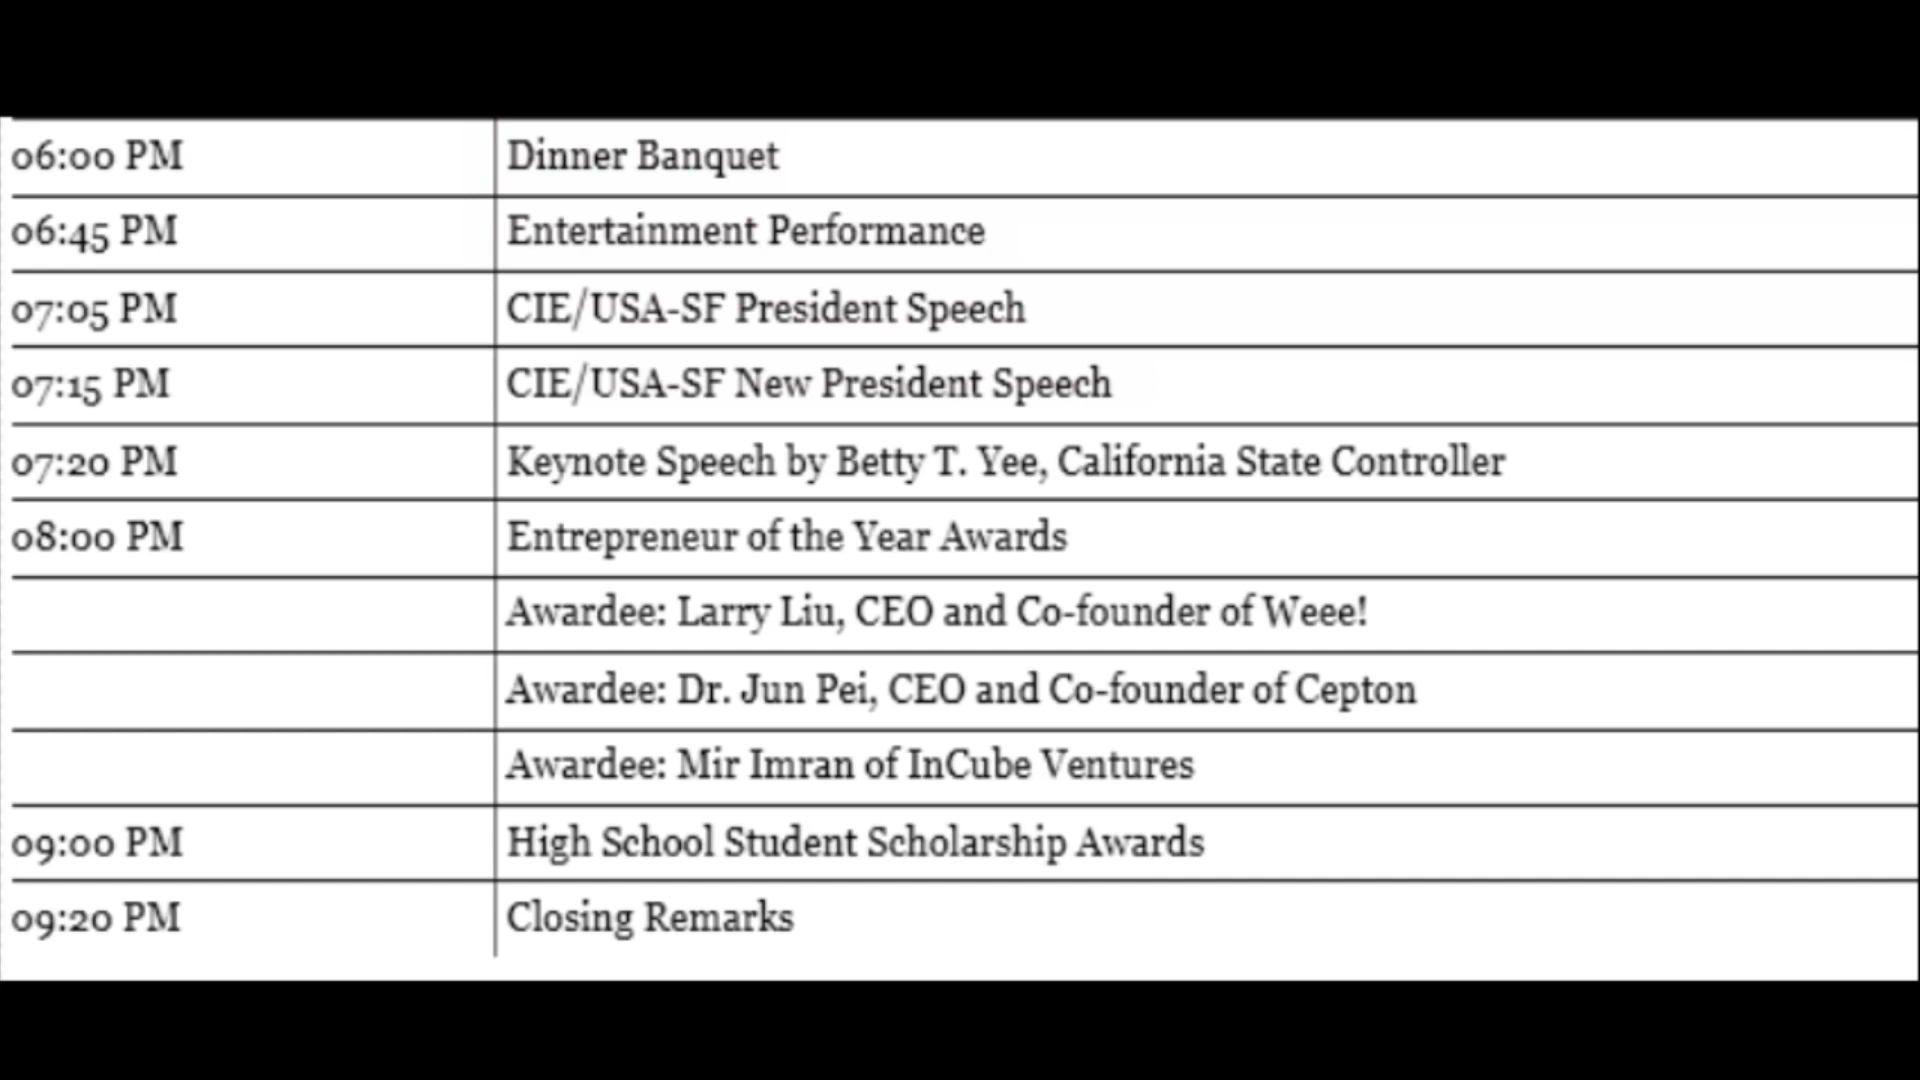 06:00 PM Dinner Banquet
06:45 PM Entertainment Performance
07:05 PM CIE/USA-SF President Speech
07:15 PM CIE/USA-SF New President Speech
07:20 PM Keynote Speech by Betty T. Yee, California State Controller
08:00 PM Entrepreneur of the Year Awards
Awardee: Larry Liu, CEO and Co-founder of Weee!
Awardee: Dr. Jun Pei, CEO and Co-founder of Cepton
Awardee: Mir Imran of InCube Ventures
09:00 PM High School Student Scholarship Awards
09:20 PM Closing Remarks